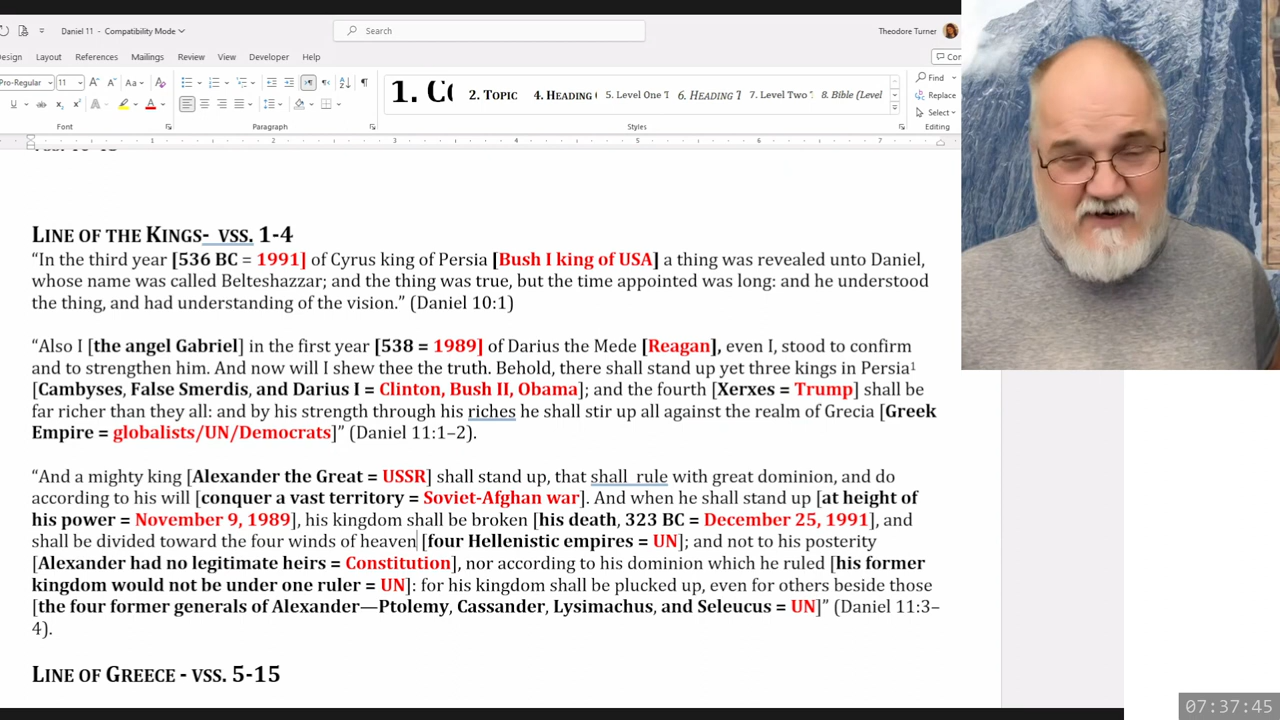 Daniel 11 - Compatibility Mode
Search
Theodore Turner
Layout References Mailings Review View Developer Help
11
Aa
Find
1. 2. Topic 4. Heading 5. Level One 6. Heading 7. Level Two 8. Bible (Level
Replace
Select
Font Paragraph Styles Editing
1 2 3 4 5 6 7
Line of the Kings- vss. 1-4
“In the third year [536 BC = 1991] of Cyrus king of Persia [Bush I king of USA] a thing was revealed unto Daniel,
whose name was called Belteshazzar; and the thing was true, but the time appointed was long: and he understood
the thing, and had understanding of the vision.” (Daniel 10:1)
“Also I [the angel Gabriel] in the first year [538 = 1989] of Darius the Mede [Reagan], even I, stood to confirm
and to strengthen him. And now will I shew thee the truth. Behold, there shall stand up yet three kings in Persia¹
[Cambyses, False Smerdis, and Darius I = Clinton, Bush II, Obama]; and the fourth [Xerxes = Trump] shall be
far richer than they all: and by his strength through his riches he shall stir up all against the realm of Grecia [Greek
Empire = globalists/UN/Democrats]” (Daniel 11:1–2).
“And a mighty king [Alexander the Great = USSR] shall stand up, that shall rule with great dominion, and do
according to his will [conquer a vast territory = Soviet-Afghan war]. And when he shall stand up [at height of
his power = November 9, 1989], his kingdom shall be broken [his death, 323 BC = December 25, 1991], and
shall be divided toward the four winds of heaven [four Hellenistic empires = UN]; and not to his posterity
[Alexander had no legitimate heirs = Constitution], nor according to his dominion which he ruled [his former
kingdom would not be under one ruler = UN]: for his kingdom shall be plucked up, even for others beside those
[the four former generals of Alexander—Ptolemy, Cassander, Lysimachus, and Seleucus = UN]” (Daniel 11:3–
4).
Line of Greece - vss. 5-15
07:37:45